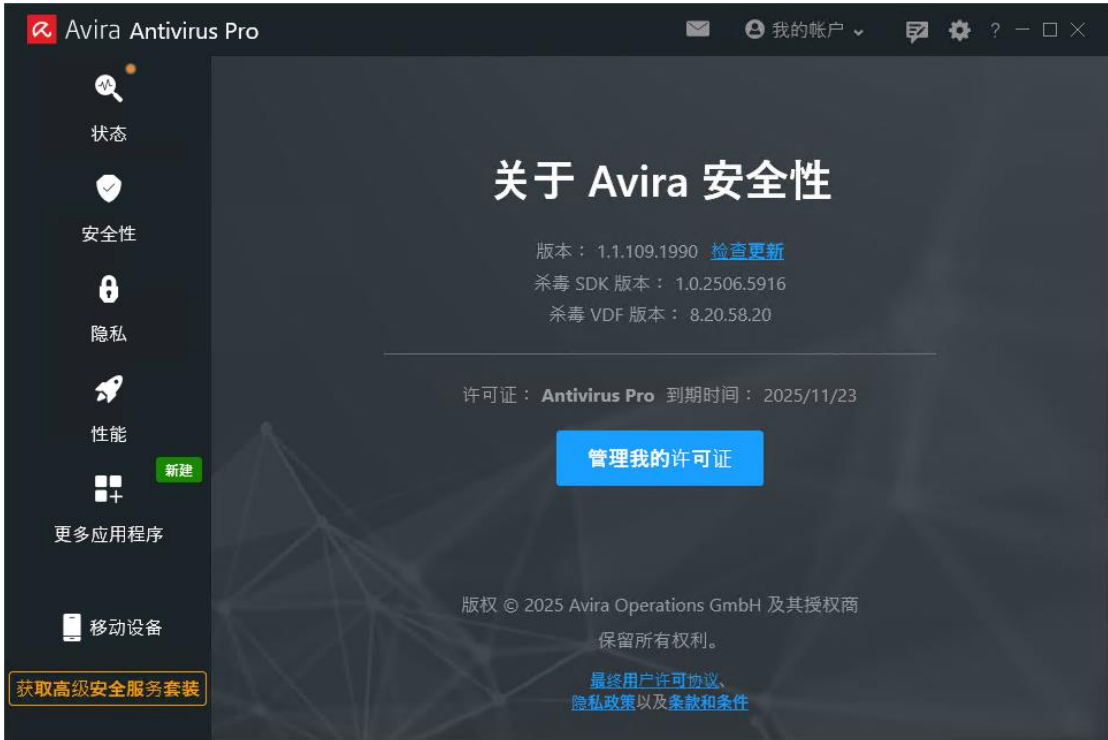 Avira Antivirus Pro
我的帐户
?
状态
安全性
隐私
性能
新建
更多应用程序
移动设备
获取高级安全服务套装
关于 Avira 安全性
版本： 1.1.109.1990 检查更新
杀毒 SDK 版本： 1.0.2506.5916
杀毒 VDF 版本： 8.20.58.20
许可证： Antivirus Pro 到期时间： 2025/11/23
管理我的许可证
版权 © 2025 Avira Operations GmbH 及其授权商
保留所有权利。
最终用户许可协议、
隐私政策以及条款和条件